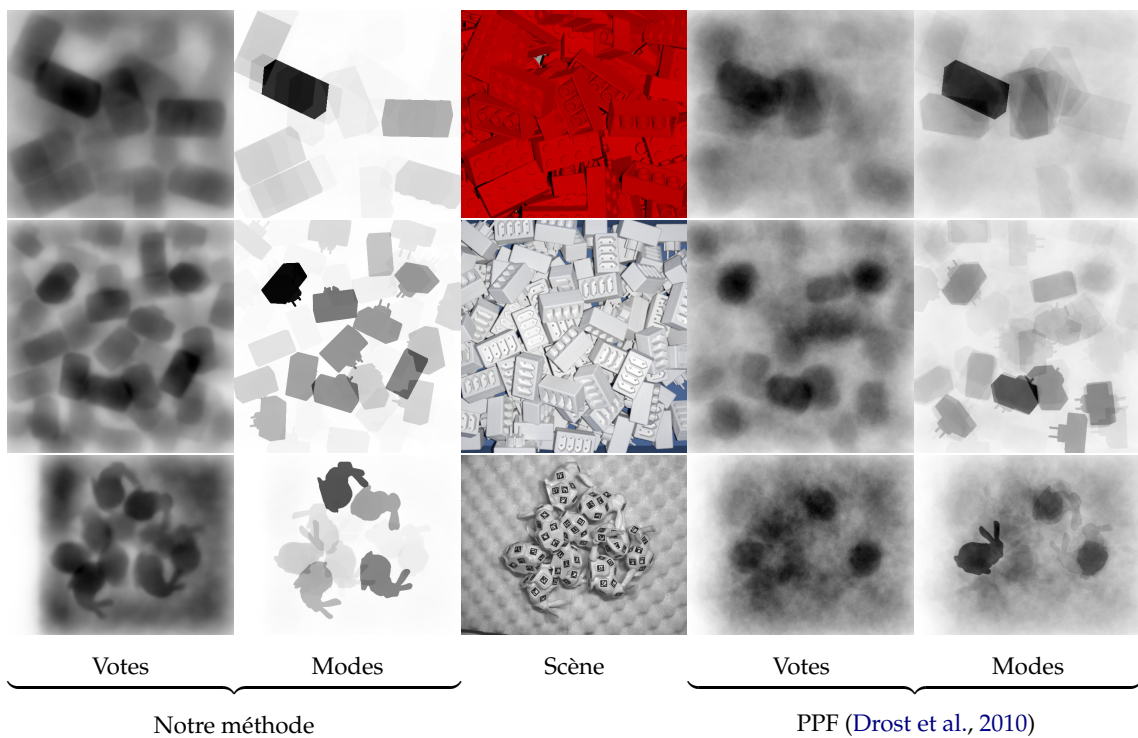 Votes Modes Scène Votes Modes
Notre méthode PPF (Drost et al., 2010)